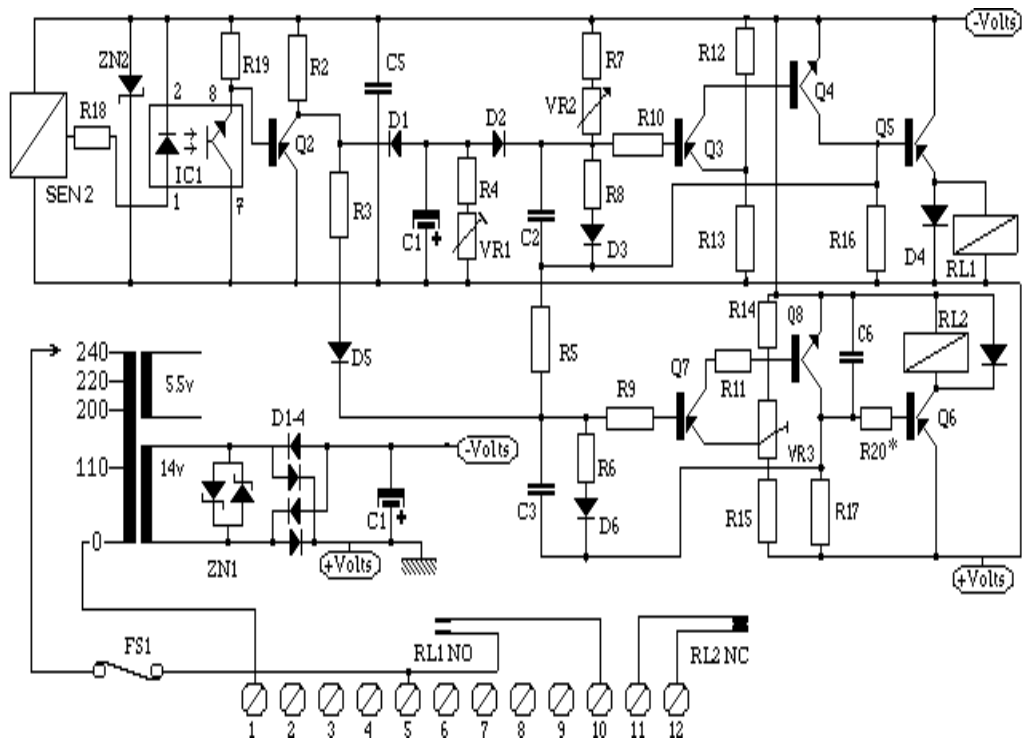 -Volts
ZN2
R19
R2
C5
R7
R12
2
8
VR2
Q4
R18
D1
D2
R10
Q5
Q2
Q3
IC1
SEN 2
1
7
R3
R4
R8
C1
+
VR1
C2
D3
R13
R16
D4
RL1
R14
Q8
C6
RL2
240
D5
R5
220
5.5v
Q7
R11
200
D1-4
R9
Q6
-Volts
VR3
R20*
110
14v
R6
C3
D6
R15
R17
C1
+
0
ZN1
+Volts
+Volts
FS1
RL1 NO
RL2 NC
1 2 3 4 5 6 7 8 9 10 11 12